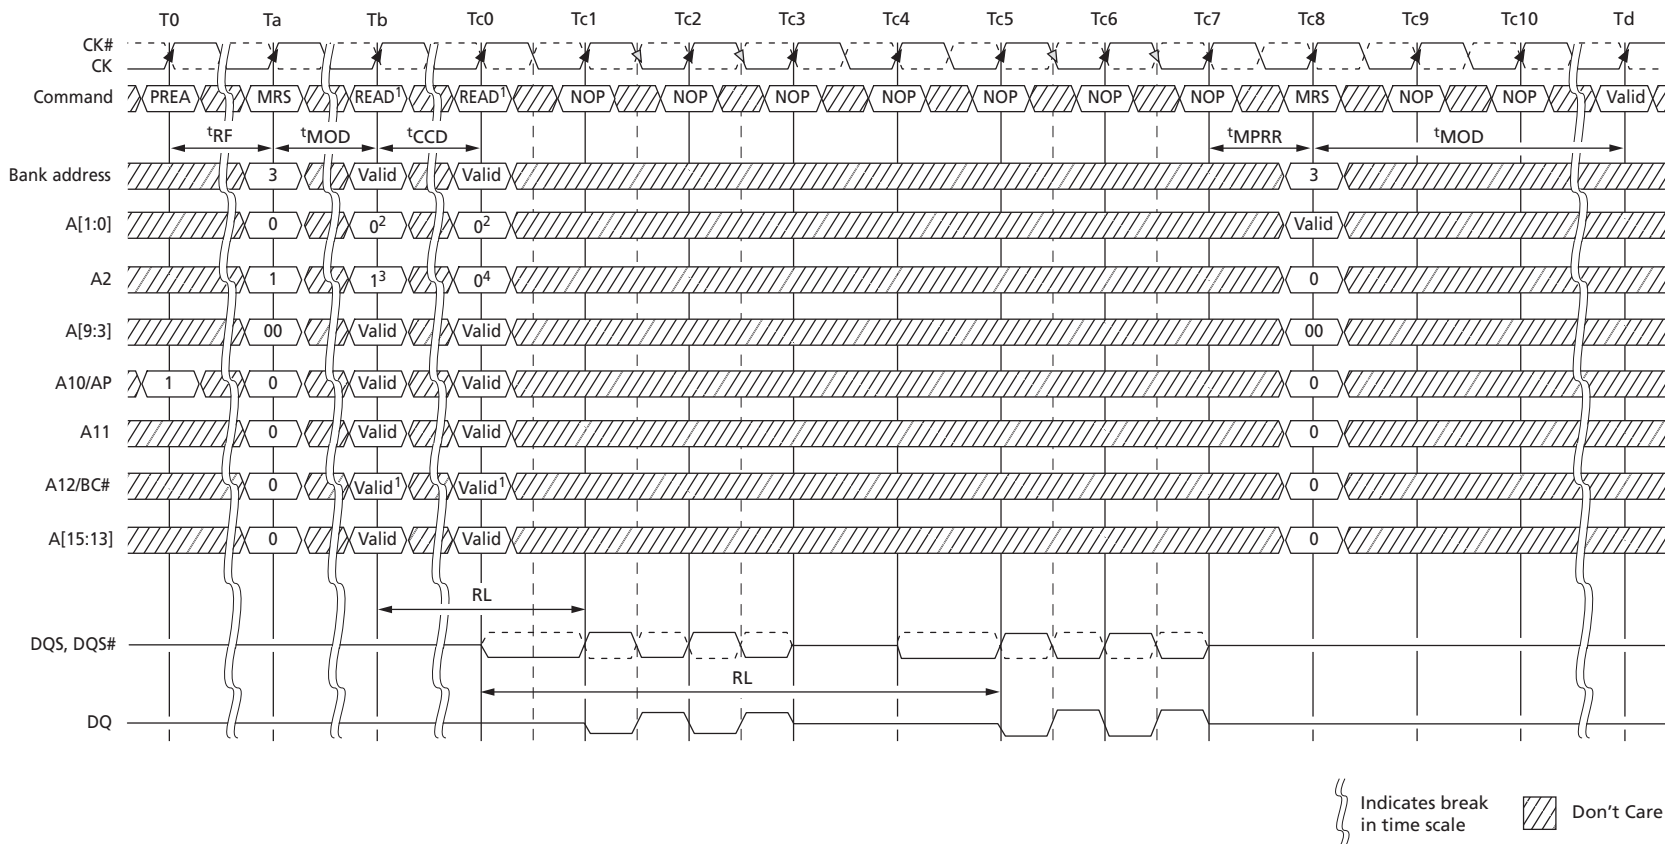 T0 Ta Tb Tc0 Tc1 Tc2 Tc3 Tc4 Tc5 Tc6 Tc7 Tc8 Tc9 Tc10 Td
CK#
CK
Command PREA MRS READ¹ READ¹ NOP NOP NOP NOP NOP NOP NOP MRS NOP NOP Valid
ᵗRF ᵗMOD ᵗCCD ᵗMPRR ᵗMOD
Bank address 3 Valid Valid 3
A[1:0] 0 0² 0² Valid
A2 1 1³ 0⁴ 0
A[9:3] 00 Valid Valid 00
A10/AP 1 0 Valid Valid 0
A11 0 Valid Valid 0
A12/BC# 0 Valid¹ Valid¹ 0
A[15:13] 0 Valid Valid 0
RL
DQS, DQS#
RL
DQ
Indicates break
in time scale
Don't Care